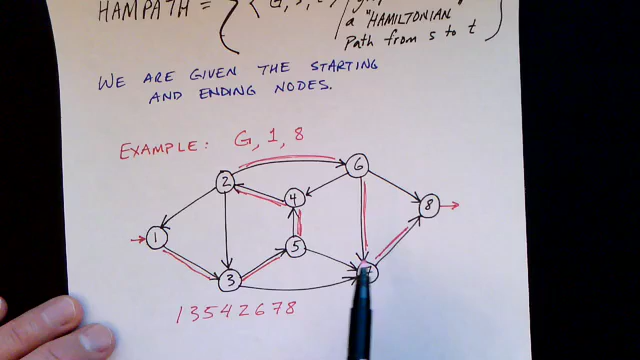 HAMPATH = { ⟨ G, s, t ⟩ |
a "HAMILTONIAN
Path from s to t }
WE ARE GIVEN THE STARTING
AND ENDING NODES.
EXAMPLE: G, 1, 8
6
2
4
8
1
5
3
7
13542678